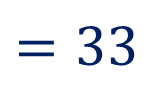 = 33